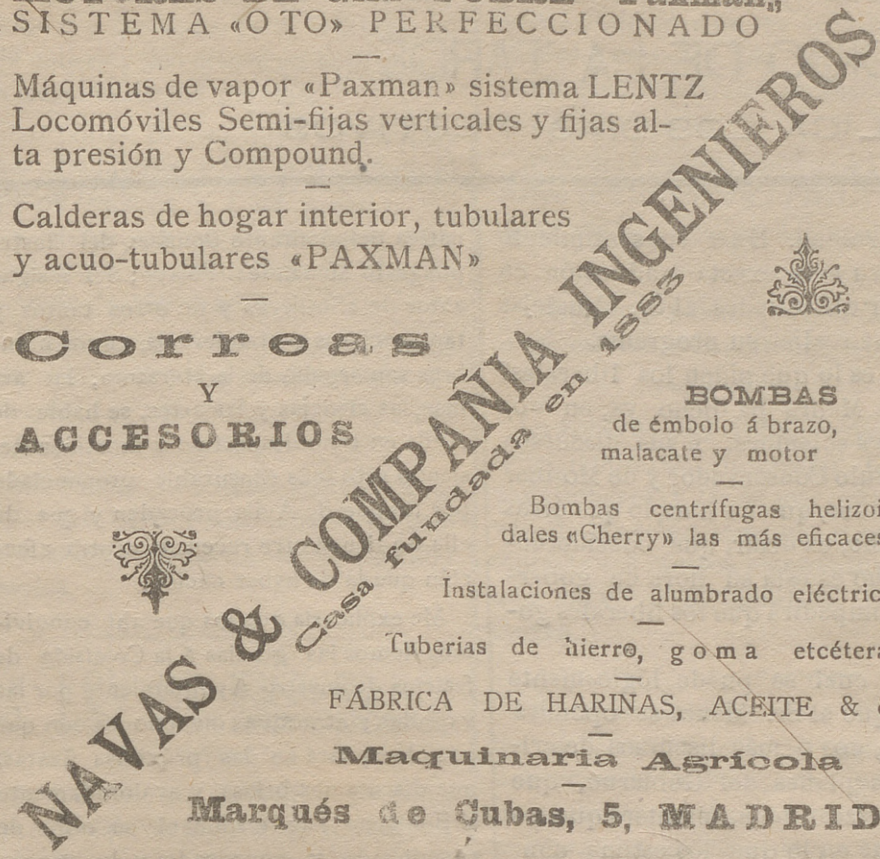 SISTEMA «OTO» PERFECCIONADO
Máquinas de vapor «Paxman» sistema LENTZ
Locomóviles Semi-fijas verticales y fijas al-
ta presión y Compound.
Calderas de hogar interior, tubulares
y acuo-tubulares «PAXMAN»
Correas
Y
ACCESORIOS
NAVAS & COMPAÑIA INGENIEROS
Casa fundada en 1883
BOMBAS
de émbolo á brazo,
malacate y motor
Bombas centrífugas helizoi
dales «Cherry» las más eficaces
Instalaciones de alumbrado eléctric
Tuberias de hierro, goma etcétera
FÁBRICA DE HARINAS, ACEITE & &
Maquinaria Agrícola
Marqués de Cubas, 5, MADRID